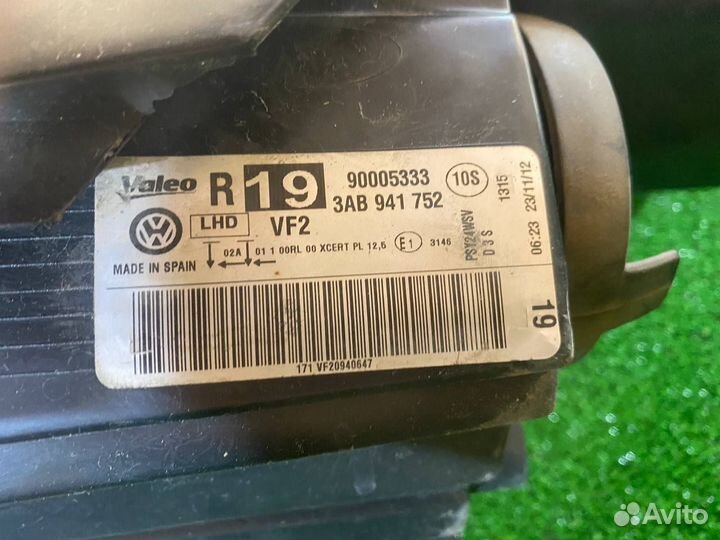 Valeo R 19 90005333 10S
3AB 941 752
LHD VF2
02A 01 1 00RL 00 XCERT PL 12,5 E1 3146
MADE IN SPAIN
171 VF20940647
PSY24WSV
D3S
1315
06:23 23/11/12
19
Avito